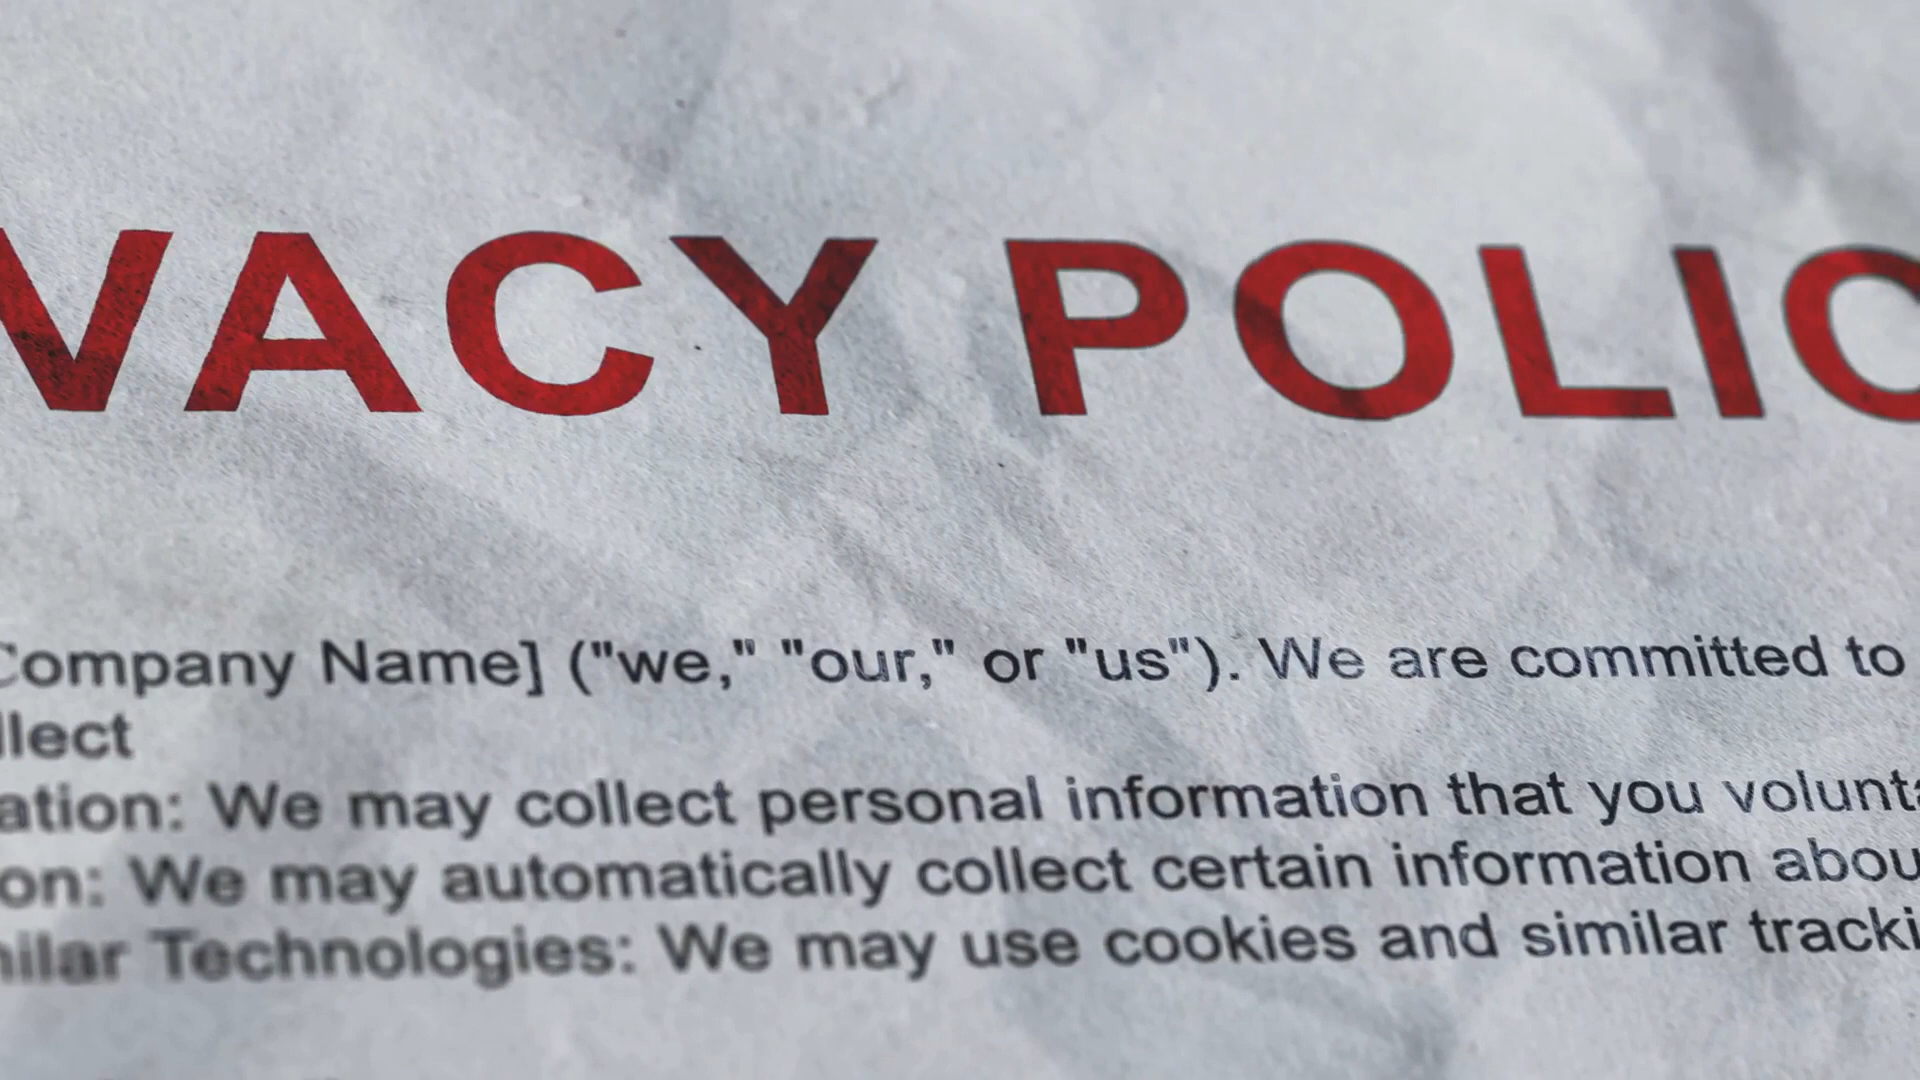 VACY POLIC
Company Name] ("we," "our," or "us"). We are committed to
llect
ation: We may collect personal information that you volunta
on: We may automatically collect certain information abou
nilar Technologies: We may use cookies and similar tracki